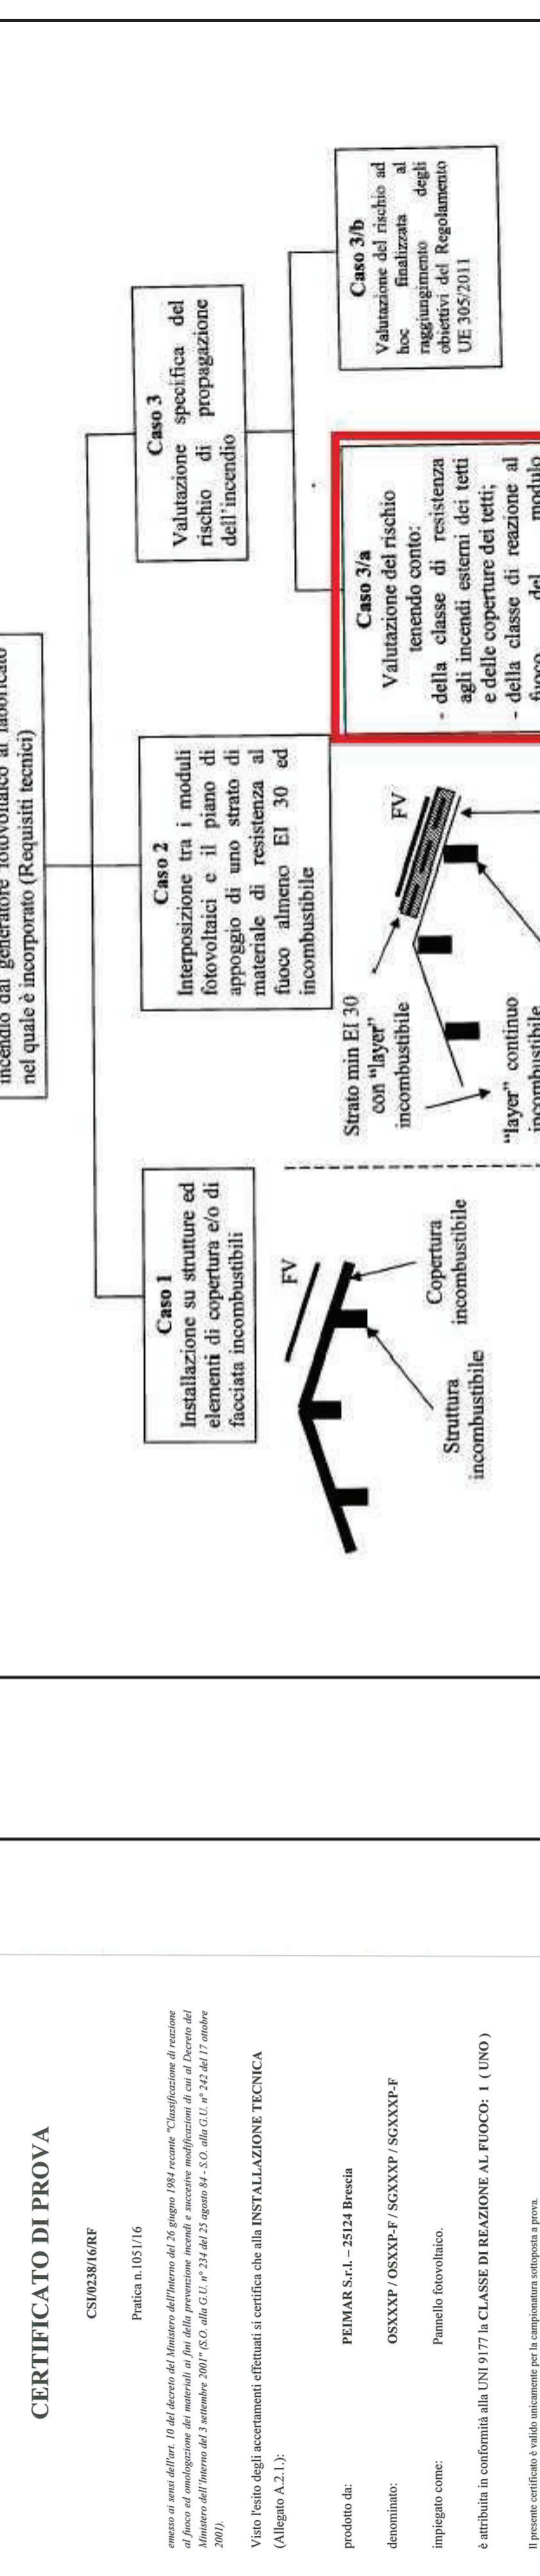 incendio dal generatore fotovoltaico al fabbricato
nel quale è incorporato (Requisiti tecnici)
Caso 1
Installazione su strutture ed
elementi di copertura e/o di
facciata incombustibili
FV
Copertura
incombustibile
Struttura
incombustibile
Caso 2
Interposizione tra i moduli
fotovoltaici e il piano di
appoggio di uno strato di
materiale di resistenza al
fuoco almeno EI 30 ed
incombustibile
Strato min EI 30
con "layer"
incombustibile
FV
"layer" continuo
incombustibile
Caso 3
Valutazione specifica del
rischio di propagazione
dell'incendio
Caso 3/a
Valutazione del rischio
tenendo conto:
- della classe di resistenza
agli incendi esterni dei tetti
e delle coperture dei tetti;
- della classe di reazione al
fuoco del modulo
Caso 3/b
Valutazione del rischio ad
hoc finalizzata al
raggiungimento degli
obiettivi del Regolamento
UE 305/2011
CERTIFICATO DI PROVA
CSI/0238/16/RF
Pratica n.1051/16
emesso ai sensi dell'art. 10 del decreto del Ministero dell'Interno del 26 giugno 1984 recante "Classificazione di reazione
al fuoco ed omologazione dei materiali ai fini della prevenzione incendi e succesive modificazioni di cui al Decreto del
Ministero dell'Interno del 3 settembre 2001" (S.O. alla G.U. n° 234 del 25 agosto 84 - S.O. alla G.U. n° 242 del 17 ottobre
2001).
Visto l'esito degli accertamenti effettuati si certifica che alla INSTALLAZIONE TECNICA
(Allegato A.2.1.):
prodotto da: PEIMAR S.r.l. – 25124 Brescia
denominato: OSXXXP / OSXXP-F / SGXXXP / SGXXXP-F
impiegato come: Pannello fotovoltaico.
è attribuita in conformità alla UNI 9177 la CLASSE DI REAZIONE AL FUOCO: 1 ( UNO )
Il presente certificato è valido unicamente per la campionatura sottoposta a prova.